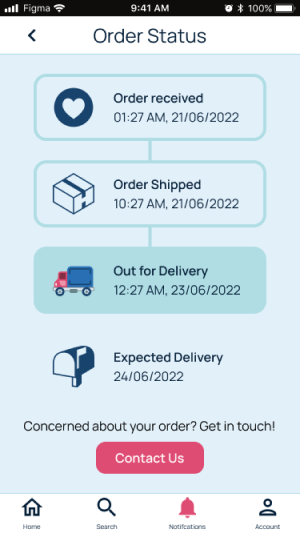 Figma 9:41 AM 100%
Order Status
Order received
01:27 AM, 21/06/2022
Order Shipped
10:27 AM, 21/06/2022
Out for Delivery
12:27 AM, 23/06/2022
Expected Delivery
24/06/2022
Concerned about your order? Get in touch!
Contact Us
Home Search Notifcations Account